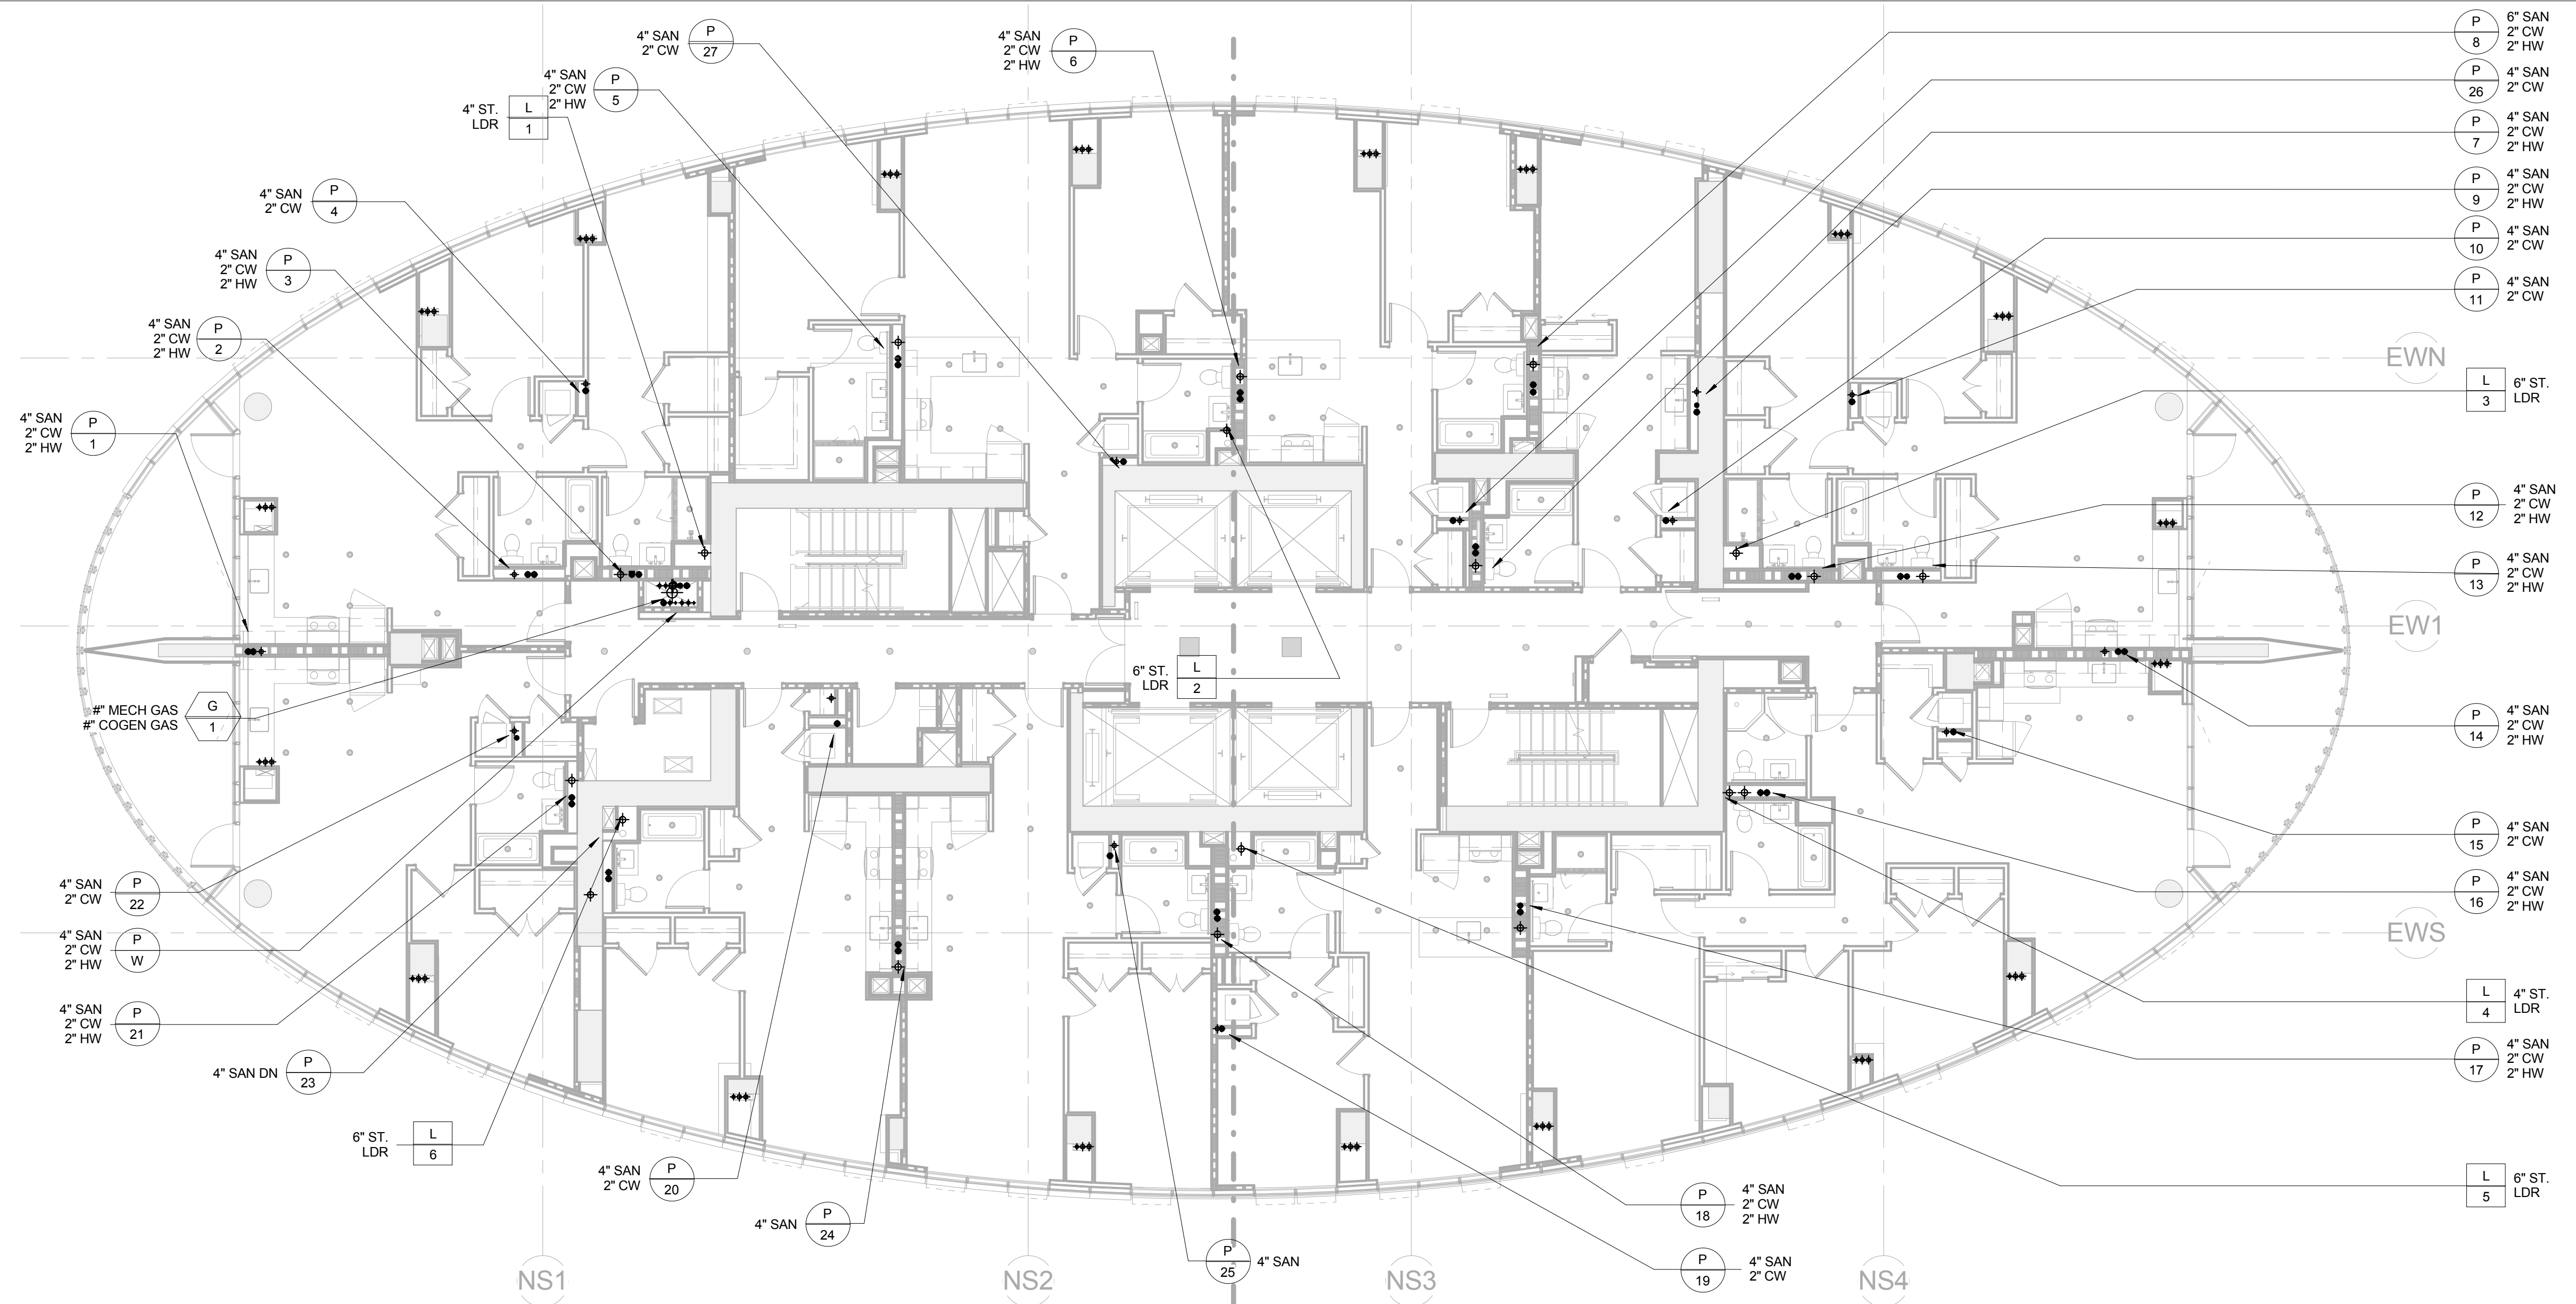 4" SAN
2" CW
P
27
4" SAN
2" CW
2" HW
P
6
P
8
6" SAN
2" CW
2" HW
4" SAN
2" CW
2" HW
P
5
P
26
4" SAN
2" CW
4" ST.
LDR
L
1
P
7
4" SAN
2" CW
2" HW
4" SAN
2" CW
P
4
P
9
4" SAN
2" CW
2" HW
4" SAN
2" CW
2" HW
P
3
P
10
4" SAN
2" CW
P
11
4" SAN
2" CW
4" SAN
2" CW
2" HW
P
2
EWN
L
3
6" ST.
LDR
4" SAN
2" CW
2" HW
P
1
P
12
4" SAN
2" CW
2" HW
P
13
4" SAN
2" CW
2" HW
EW1
6" ST.
LDR
L
2
#" MECH GAS
#" COGEN GAS
G
1
P
14
4" SAN
2" CW
2" HW
P
15
4" SAN
2" CW
4" SAN
2" CW
P
22
P
16
4" SAN
2" CW
2" HW
4" SAN
2" CW
2" HW
P
W
EWS
L
4
4" ST.
LDR
4" SAN
2" CW
2" HW
P
21
P
17
4" SAN
2" CW
2" HW
4" SAN DN
P
23
6" ST.
LDR
L
6
4" SAN
2" CW
P
20
L
5
6" ST.
LDR
P
18
4" SAN
2" CW
2" HW
4" SAN
P
24
P
25
4" SAN
P
19
4" SAN
2" CW
NS1
NS2
NS3
NS4